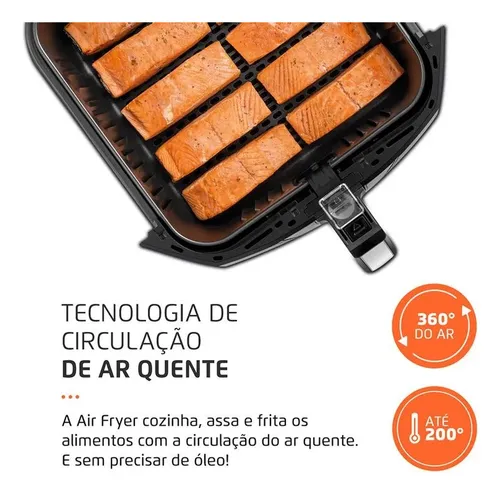 TECNOLOGIA DE
CIRCULAÇÃO
DE AR QUENTE
A Air Fryer cozinha, assa e frita os
alimentos com a circulação do ar quente.
E sem precisar de óleo!
360°
DO AR
ATÉ
200°